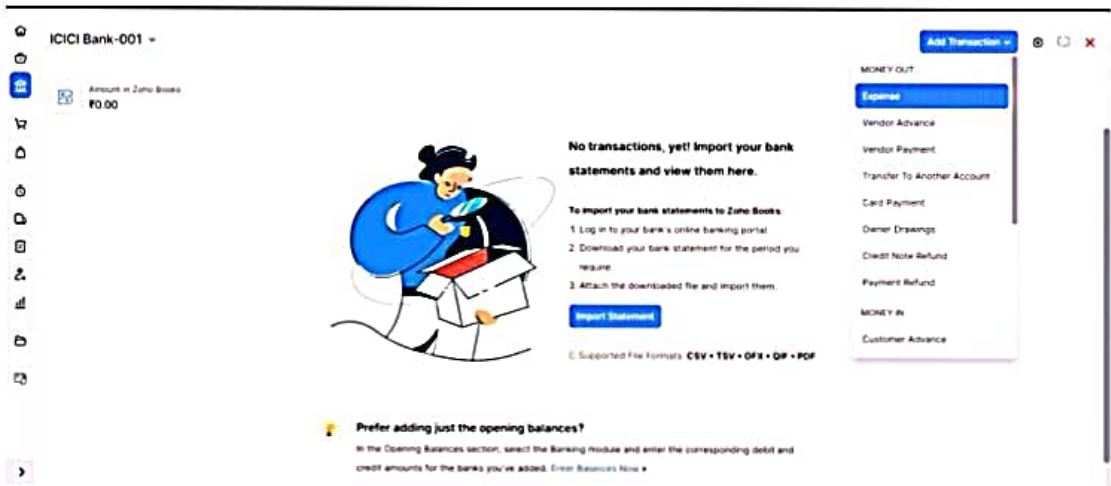 ICICI Bank-001
Add Transaction
Amount in Zoho Books
₹0.00
MONEY OUT
Expense
Vendor Advance
Vendor Payment
Transfer To Another Account
Card Payment
Owner Drawings
Credit Note Refund
Payment Refund
MONEY IN
Customer Advance
No transactions, yet! Import your bank
statements and view them here.
To import your bank statements to Zoho Books
1. Log in to your bank's online banking portal.
2. Download your bank statement for the period you
require.
3. Attach the downloaded file and import them.
Import Statement
Supported File Formats: CSV • TSV • OFX • QIF • PDF
Prefer adding just the opening balances?
In the Opening Balances section, select the Banking module and enter the corresponding debit and
credit amounts for the banks you've added. Enter Balances Now